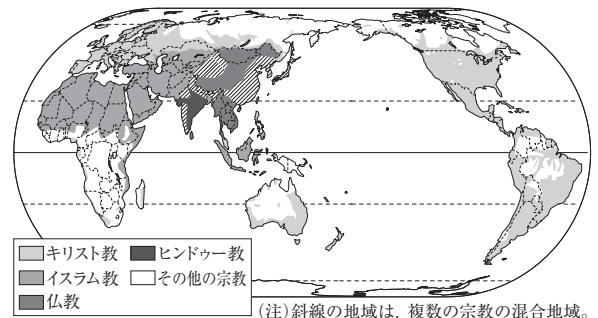 キリスト教 ヒンドゥー教
イスラム教 その他の宗教
仏教
(注)斜線の地域は，複数の宗教の混合地域。